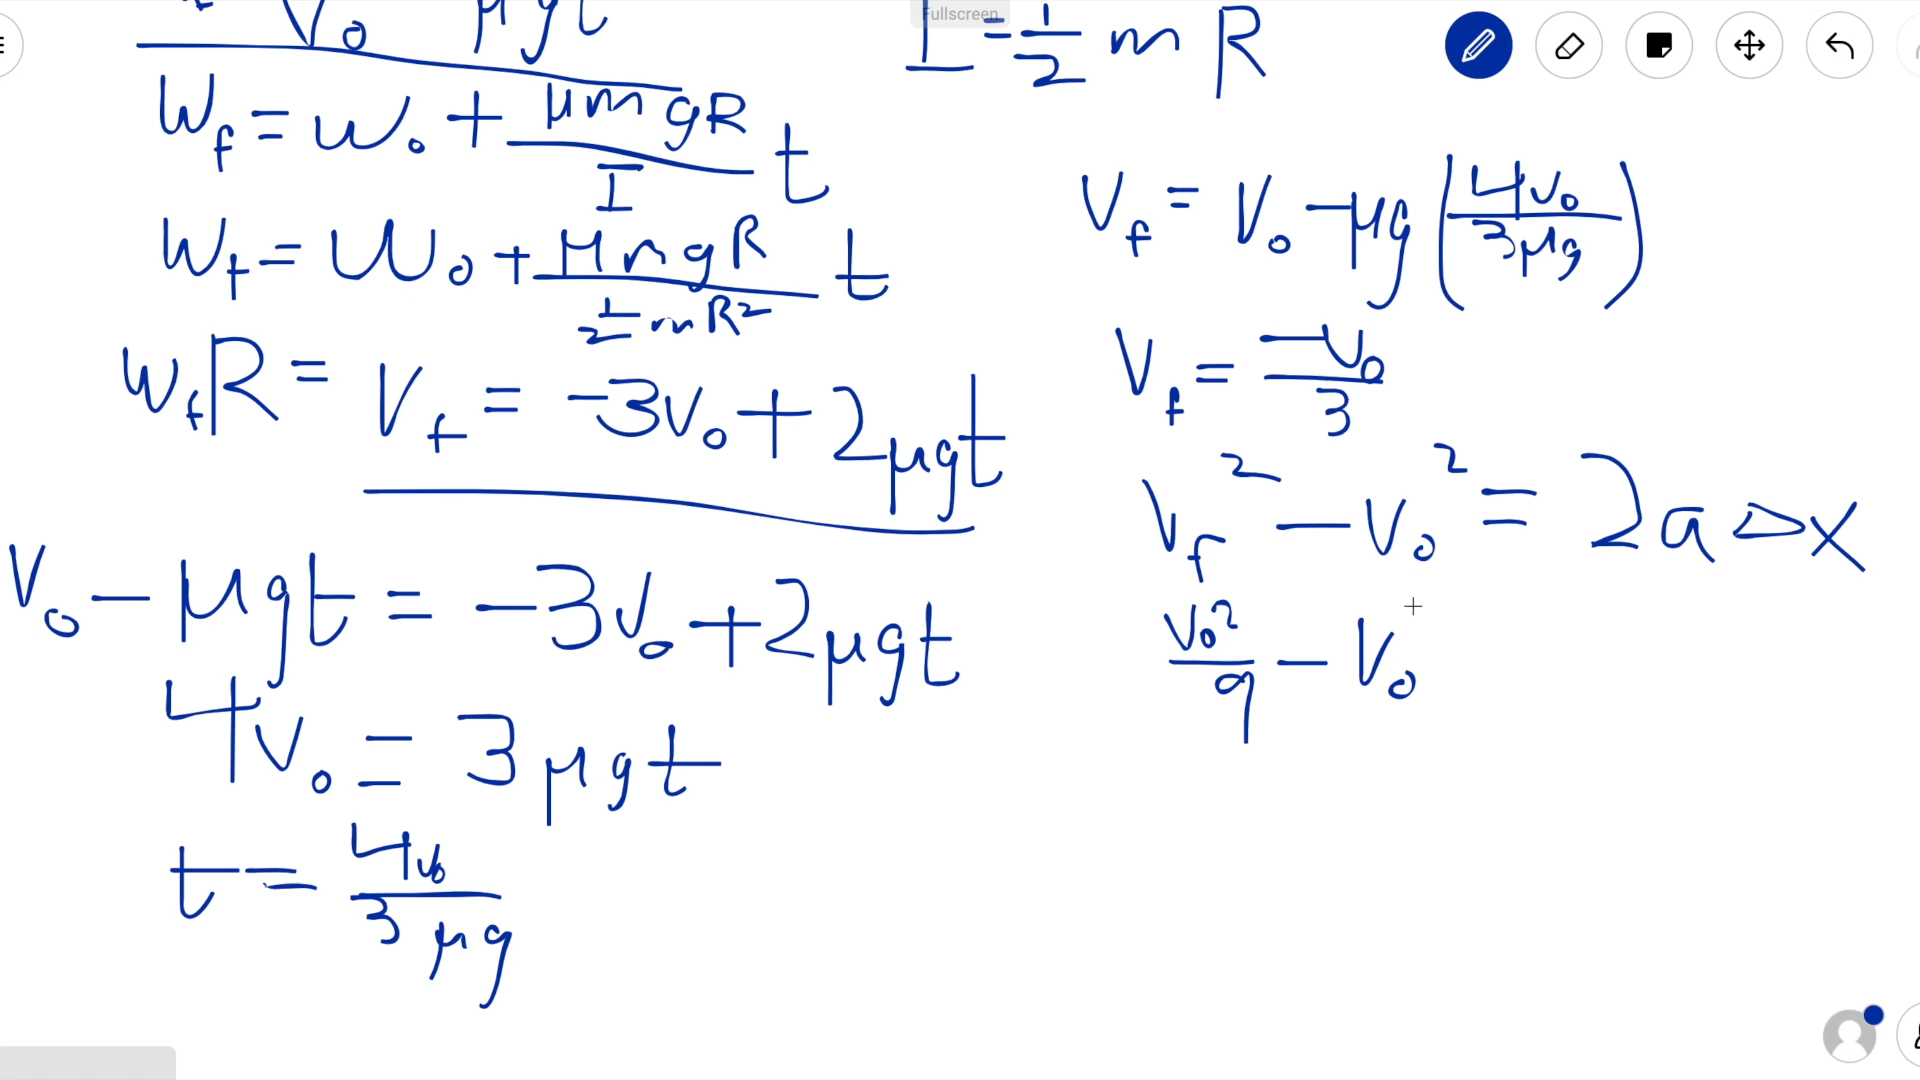 V₀ μgt
W_f = ω₀ + μmgR/I t
W_f = ω₀ + μmgR/(½mR²) t
W_f R = V_f = -3V₀ + 2μgt
V₀ - μgt = -3V₀ + 2μgt
4V₀ = 3μgt
t = 4V₀/3μg
Fullscreen
I = ½ m R
V_f = V₀ - μg(4V₀/3μg)
V_f = -V₀/3
V_f² - V₀² = 2a△x
V₀²/9 - V₀